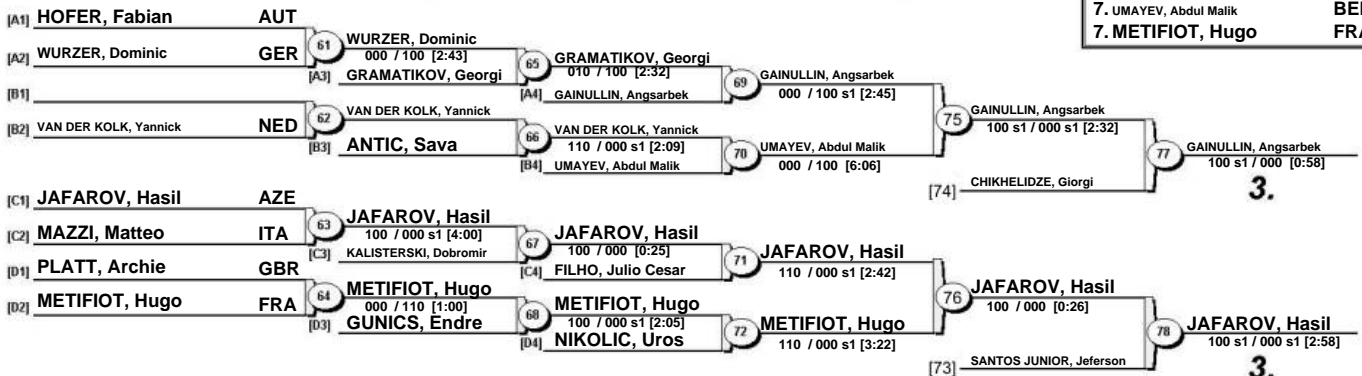 7. UMAYEV, Abdul Malik BE
7. METIFIOT, Hugo FRA
[A1] HOFER, Fabian AUT
[A2] WURZER, Dominic GER
61 WURZER, Dominic
000 / 100 [2:43]
[A3] GRAMATIKOV, Georgi
65 GRAMATIKOV, Georgi
010 / 100 [2:32]
[A4] GAINULLIN, Angsarbek
69 GAINULLIN, Angsarbek
000 / 100 s1 [2:45]
[B1]
[B2] VAN DER KOLK, Yannick NED
62 VAN DER KOLK, Yannick
[B3] ANTIC, Sava
66 VAN DER KOLK, Yannick
110 / 000 s1 [2:09]
[B4] UMAYEV, Abdul Malik
70 UMAYEV, Abdul Malik
000 / 100 [6:06]
75 GAINULLIN, Angsarbek
100 s1 / 000 s1 [2:32]
[74] CHIKHELIDZE, Giorgi
77 GAINULLIN, Angsarbek
100 s1 / 000 [0:58]
3.
[C1] JAFAROV, Hasil AZE
[C2] MAZZI, Matteo ITA
63 JAFAROV, Hasil
100 / 000 s1 [4:00]
[C3] KALISTERSKI, Dobromir
67 JAFAROV, Hasil
100 / 000 [0:25]
[C4] FILHO, Julio Cesar
71 JAFAROV, Hasil
110 / 000 s1 [2:42]
[D1] PLATT, Archie GBR
[D2] METIFIOT, Hugo FRA
64 METIFIOT, Hugo
000 / 110 [1:00]
[D3] GUNICS, Endre
68 METIFIOT, Hugo
100 / 000 s1 [2:05]
[D4] NIKOLIC, Uros
72 METIFIOT, Hugo
110 / 000 s1 [3:22]
76 JAFAROV, Hasil
100 / 000 [0:26]
[73] SANTOS JUNIOR, Jeferson
78 JAFAROV, Hasil
100 s1 / 000 s1 [2:58]
3.